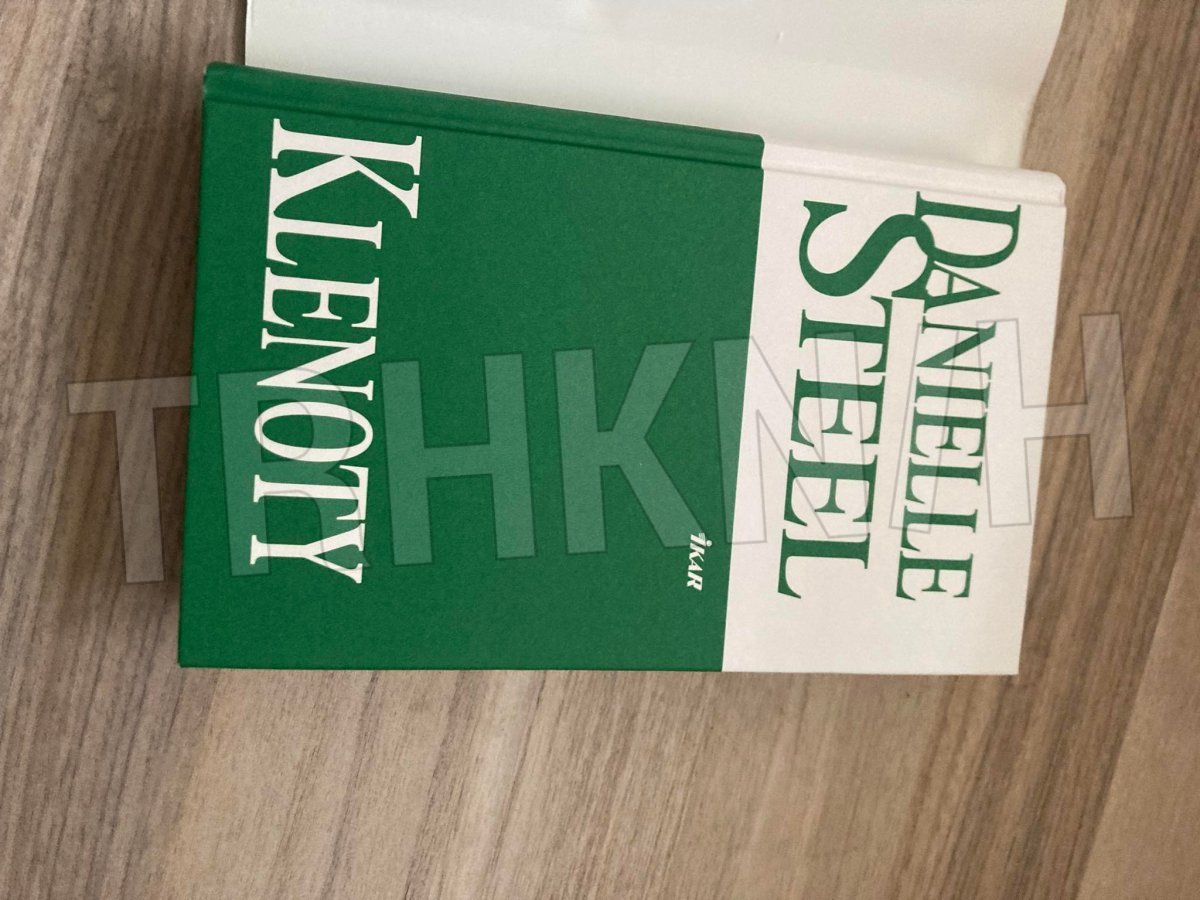 DANIELLE
STEEL
KLENOTY
IKAR
TRHKNIH